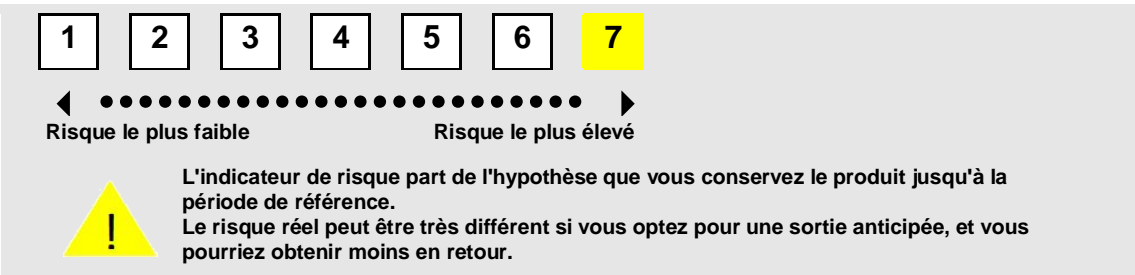 1 2 3 4 5 6 7
Risque le plus faible Risque le plus élevé
L'indicateur de risque part de l'hypothèse que vous conservez le produit jusqu'à la
période de référence.
Le risque réel peut être très différent si vous optez pour une sortie anticipée, et vous
pourriez obtenir moins en retour.
!